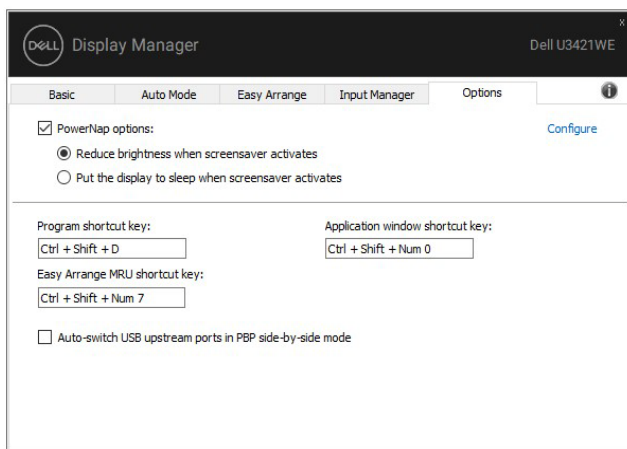 x
DELL Display Manager
Dell U3421WE
Basic Auto Mode Easy Arrange Input Manager Options
PowerNap options:
Configure
Reduce brightness when screensaver activates
Put the display to sleep when screensaver activates
Program shortcut key:
Application window shortcut key:
Ctrl + Shift + D
Ctrl + Shift + Num 0
Easy Arrange MRU shortcut key:
Ctrl + Shift + Num 7
Auto-switch USB upstream ports in PBP side-by-side mode